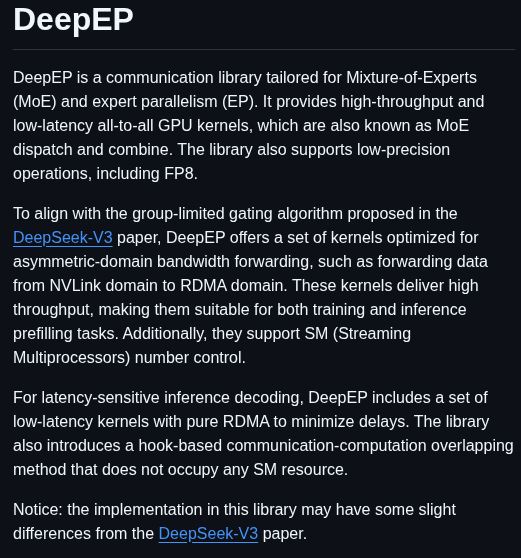 DeepEP
DeepEP is a communication library tailored for Mixture-of-Experts
(MoE) and expert parallelism (EP). It provides high-throughput and
low-latency all-to-all GPU kernels, which are also known as MoE
dispatch and combine. The library also supports low-precision
operations, including FP8.
To align with the group-limited gating algorithm proposed in the
DeepSeek-V3 paper, DeepEP offers a set of kernels optimized for
asymmetric-domain bandwidth forwarding, such as forwarding data
from NVLink domain to RDMA domain. These kernels deliver high
throughput, making them suitable for both training and inference
prefilling tasks. Additionally, they support SM (Streaming
Multiprocessors) number control.
For latency-sensitive inference decoding, DeepEP includes a set of
low-latency kernels with pure RDMA to minimize delays. The library
also introduces a hook-based communication-computation overlapping
method that does not occupy any SM resource.
Notice: the implementation in this library may have some slight
differences from the DeepSeek-V3 paper.